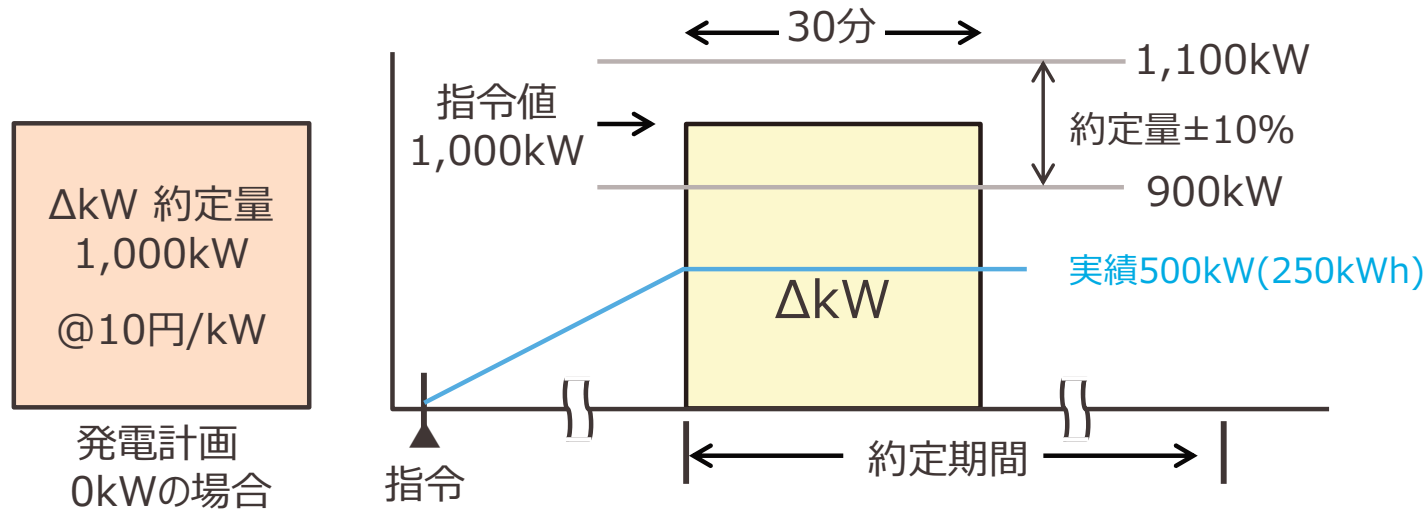 30分
1,100kW
指令値
1,000kW
約定量±10%
900kW
ΔkW 約定量
1,000kW
@10円/kW
実績500kW(250kWh)
ΔkW
発電計画
0kWの場合
指令
約定期間